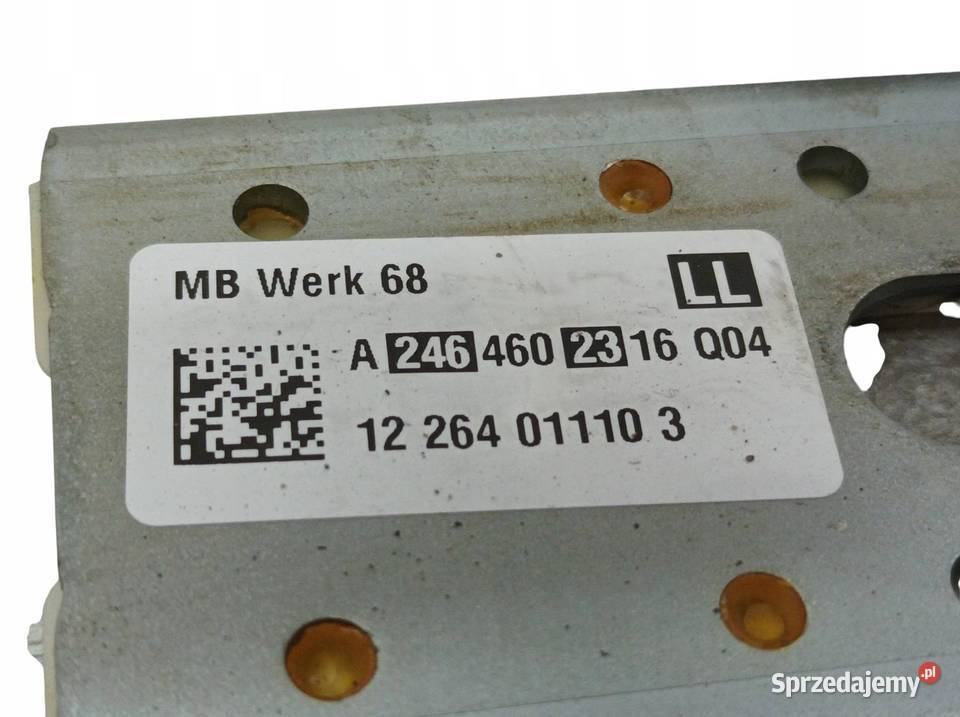 MB Werk 68
LL
A 246 460 23 16 Q04
12 264 01110 3
Sprzedajemy.pl